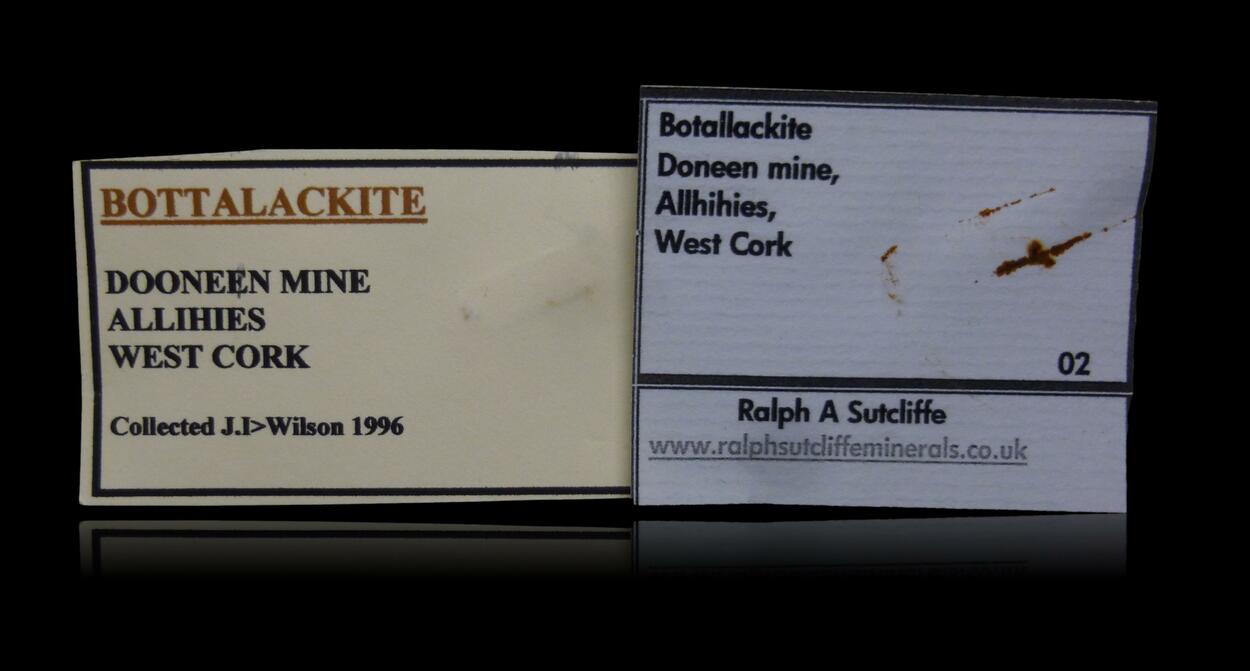 BOTTALACKITE
DOONEEN MINE
ALLIHIES
WEST CORK
Collected J.I>Wilson 1996
Botallackite
Doneen mine,
Allhihies,
West Cork
02
Ralph A Sutcliffe
www.ralphsutcliffeminerals.co.uk